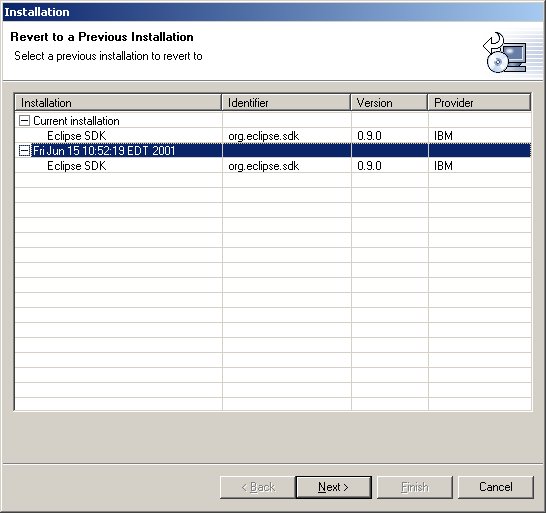 Installation
Revert to a Previous Installation
Select a previous installation to revert to
Installation Identifier Version Provider
Current installation
Eclipse SDK org.eclipse.sdk 0.9.0 IBM
Fri Jun 15 10:52:19 EDT 2001
Eclipse SDK org.eclipse.sdk 0.9.0 IBM
< Back Next > Finish Cancel